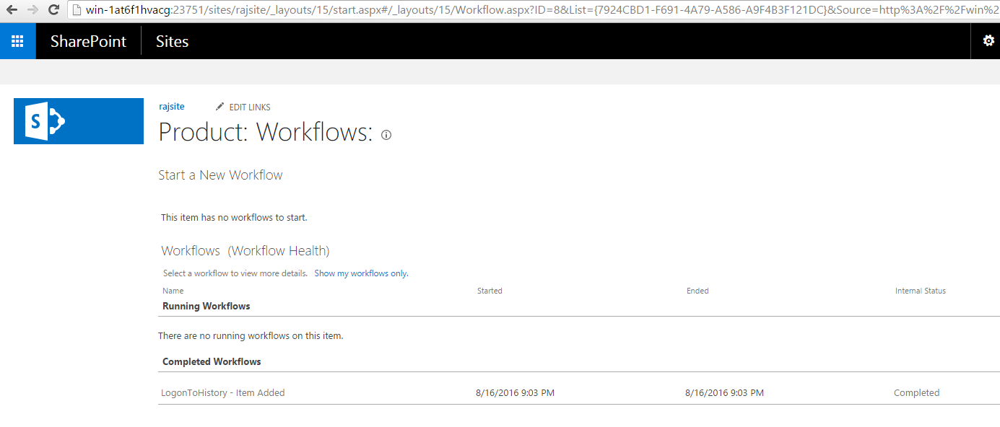 win-1at6f1hvacg:23751/sites/rajsite/_layouts/15/start.aspx#/_layouts/15/Workflow.aspx?ID=8&List={7924CBD1-F691-4A79-A586-A9F4B3F121DC}&Source=http%3A%2F%2Fwin%2
SharePoint Sites
S
rajsite EDIT LINKS
Product: Workflows:
Start a New Workflow
This item has no workflows to start.
Workflows (Workflow Health)
Select a workflow to view more details. Show my workflows only.
Name Started Ended Internal Status
Running Workflows
There are no running workflows on this item.
Completed Workflows
LogonToHistory - Item Added 8/16/2016 9:03 PM 8/16/2016 9:03 PM Completed